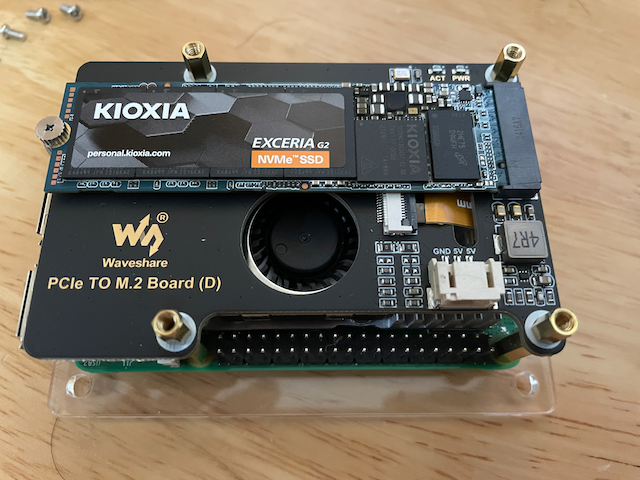 ACT PWR
KIOXIA
personal.kioxia.com
EXCERIA G2
NVMe™ SSD
KIOXIA
®
Waveshare
PCIe TO M.2 Board (D)
GND 5V 5V
4R7